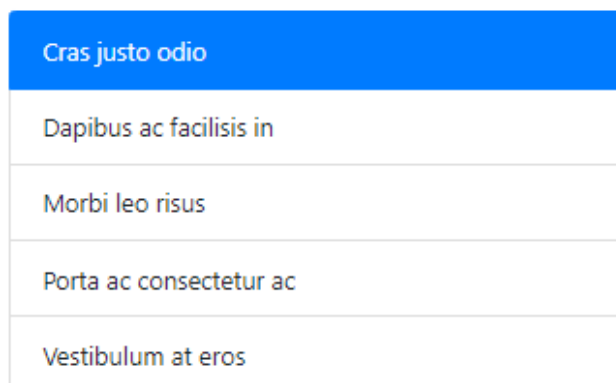 Cras justo odio
Dapibus ac facilisis in
Morbi leo risus
Porta ac consectetur ac
Vestibulum at eros